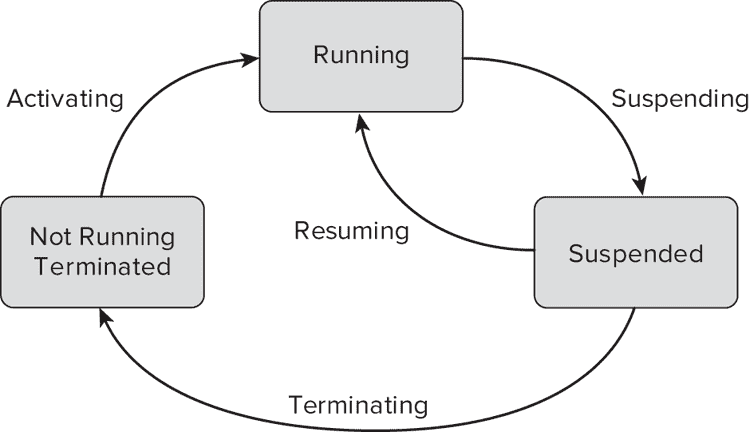 Running
Activating
Suspending
Not Running
Terminated
Resuming
Suspended
Terminating